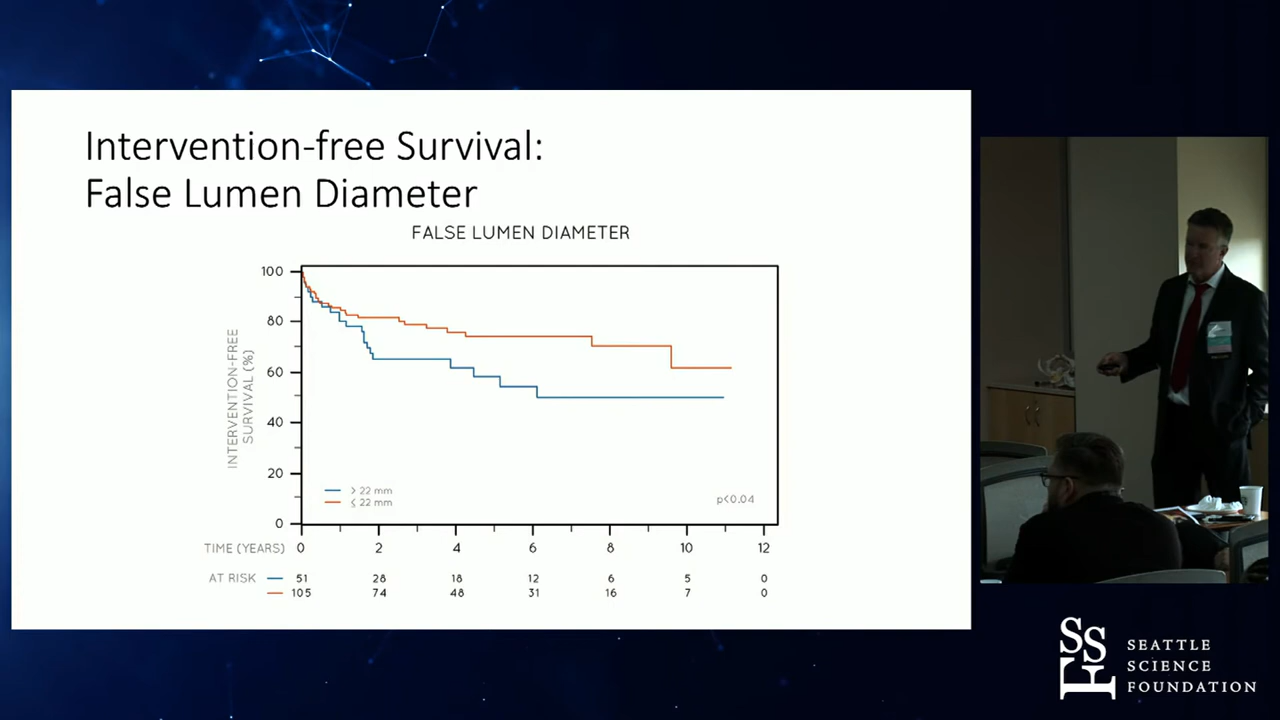 Intervention-free Survival:
False Lumen Diameter
FALSE LUMEN DIAMETER
INTERVENTION-FREE
SURVIVAL (%)
100
80
60
40
20
0
> 22 mm
≤ 22 mm
p<0.04
TIME (YEARS) 0 2 4 6 8 10 12
AT RISK 51 28 18 12 6 5 0
105 74 48 31 16 7 0
SSF
SEATTLE
SCIENCE
FOUNDATION